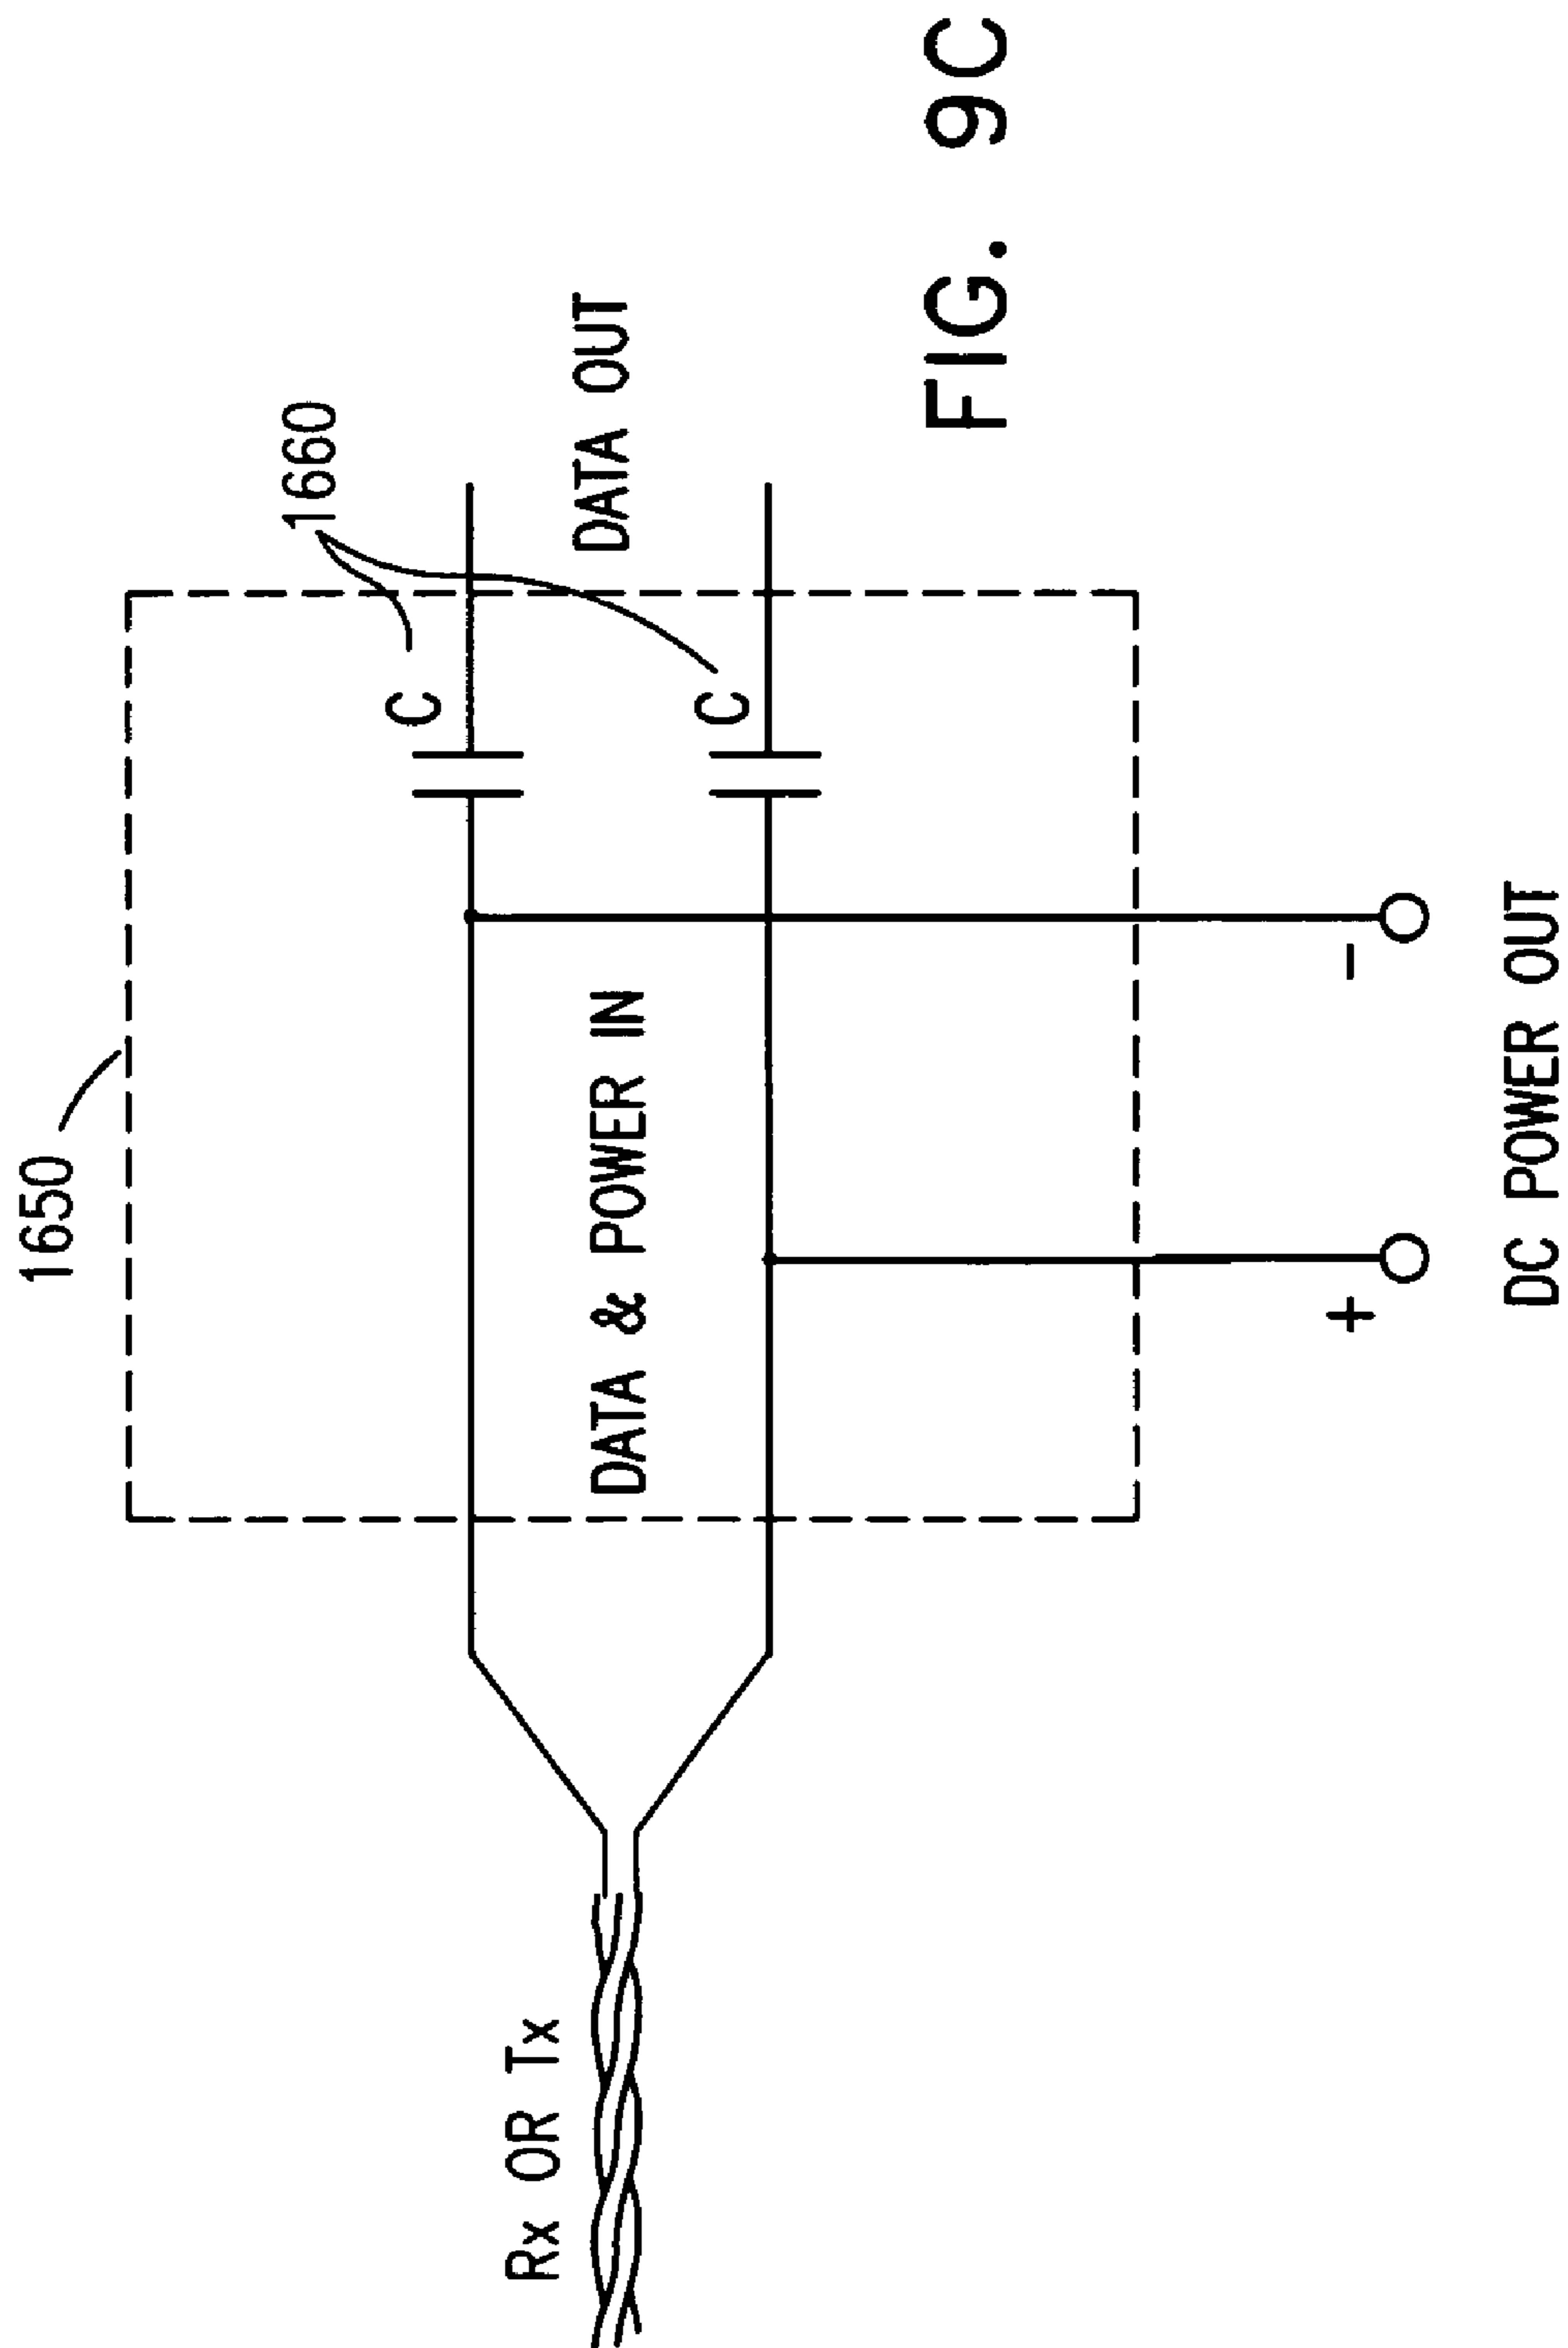 1650
1660
C
C
DATA OUT
DATA & POWER IN
Rx OR Tx
+
-
DC POWER OUT
FIG. 9C